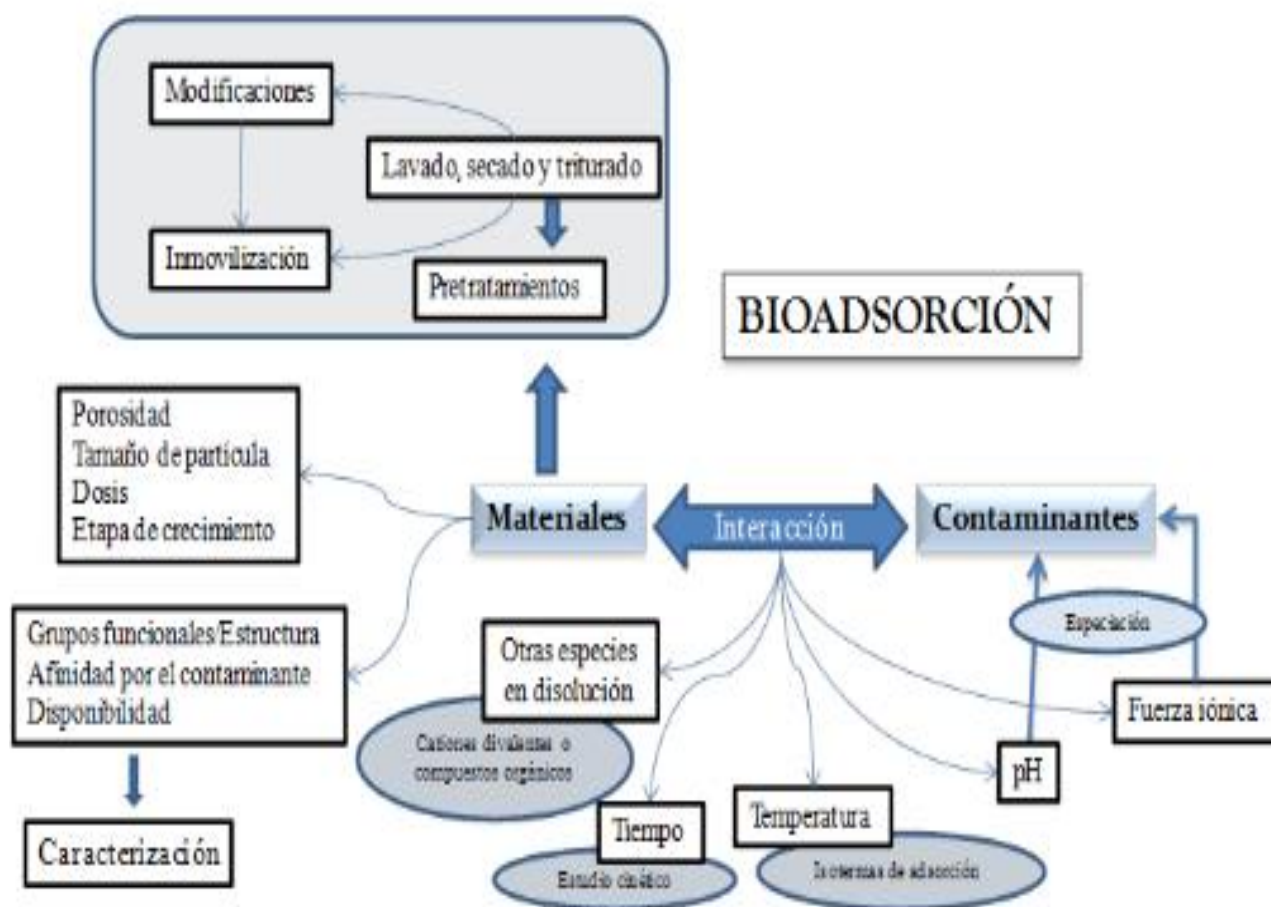 Modificaciones
Lavado, secado y triturado
Inmovilización
Pretratamientos
BIOADSORCIÓN
Porosidad
Tamaño de partícula
Dosis
Etapa de crecimiento
Materiales
Interacción
Contaminantes
Especiación
Grupos funcionales/Estructura
Afinidad por el contaminante
Disponibilidad
Otras especies
en disolución
Fuerza iónica
Cationes divalentes o
compuestos orgánicos
pH
Tiempo
Temperatura
Caracterización
Estudio cinético
Isotermas de adsorción